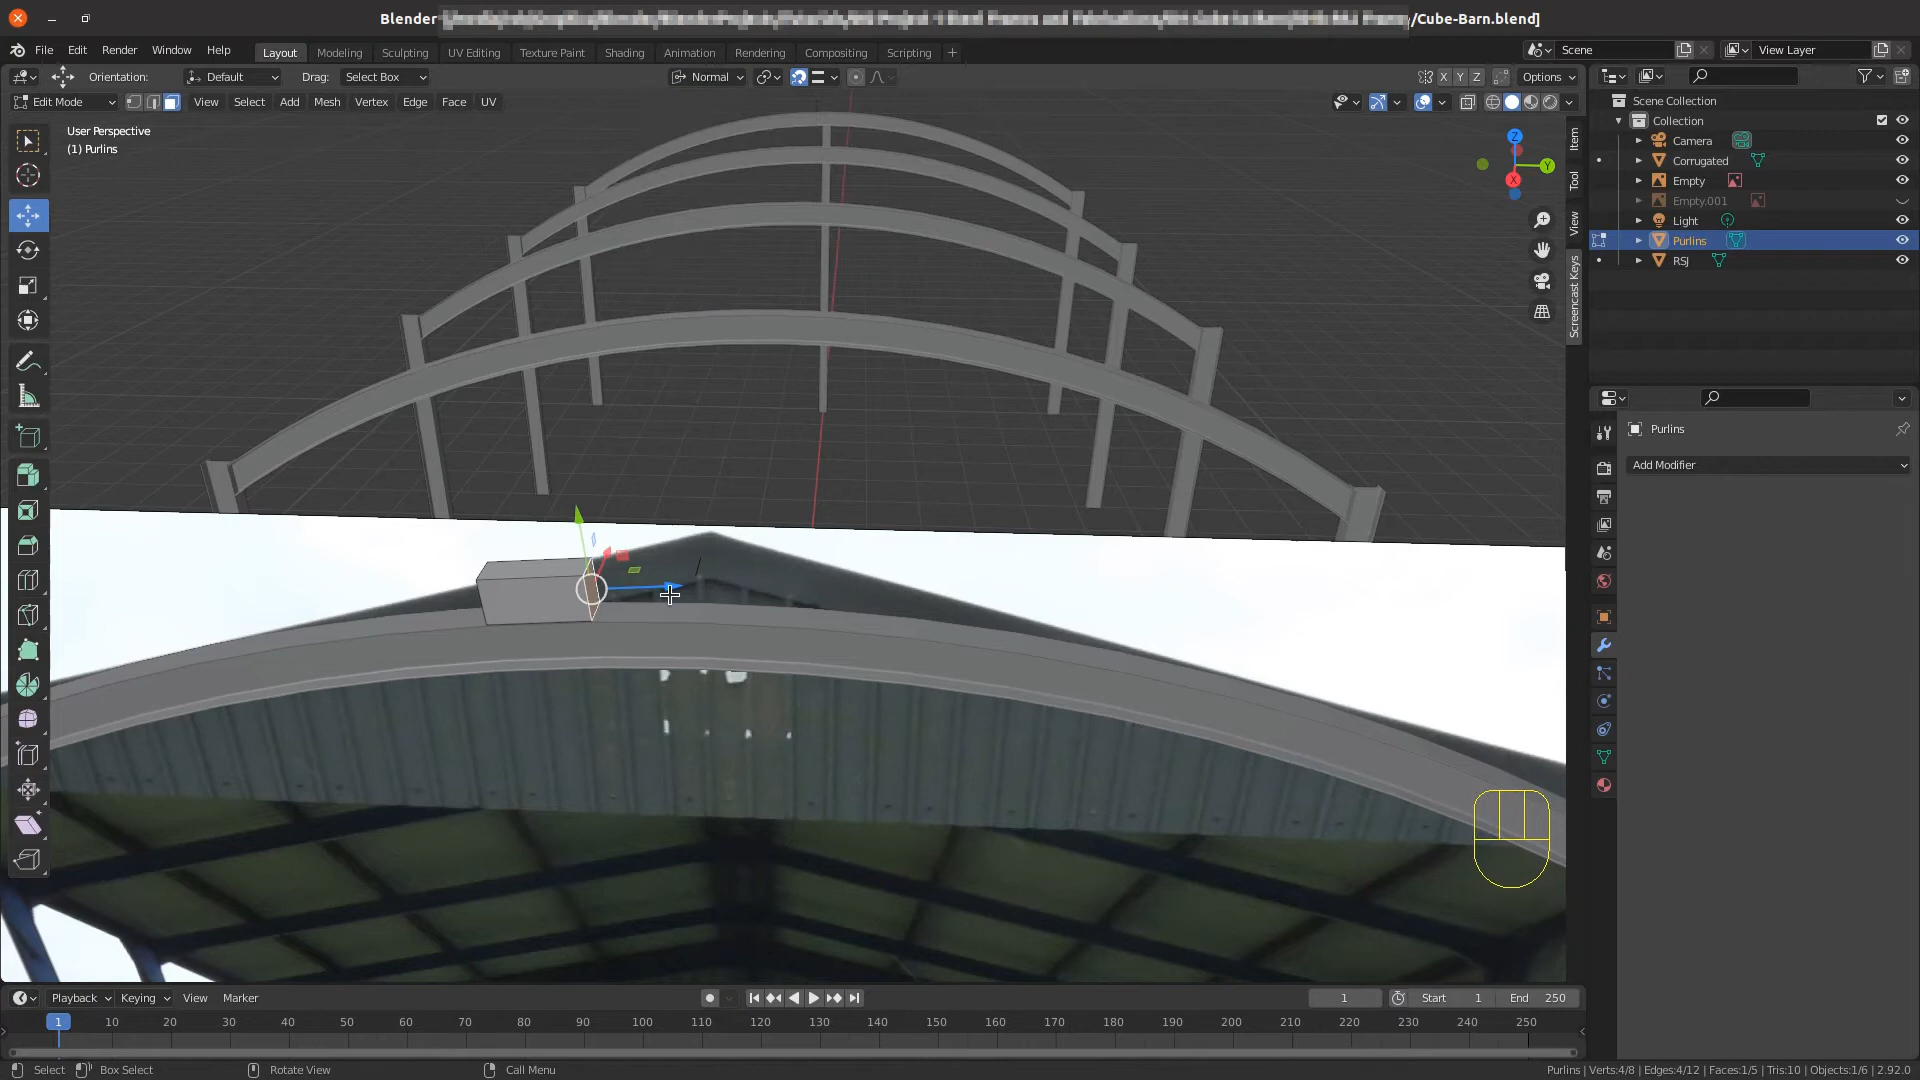 Blender
/Cube-Barn.blend]
File Edit Render Window Help
Layout Modeling Sculpting UV Editing Texture Paint Shading Animation Rendering Compositing Scripting +
Scene
View Layer
Orientation: Default Drag: Select Box
Normal
X Y Z Options
Edit Mode View Select Add Mesh Vertex Edge Face UV
User Perspective
(1) Purlins
Z
Y
X
Item
Tool
View
Screencast Keys
Scene Collection
Collection
Camera
Corrugated
Empty
Empty.001
Light
Purlins
RSJ
Purlins
Add Modifier
Playback Keying View Marker
1 Start 1 End 250
1 10 20 30 40 50 60 70 80 90 100 110 120 130 140 150 160 170 180 190 200 210 220 230 240 250
Select Box Select Rotate View Call Menu
Purlins | Verts:4/8 | Edges:4/12 | Faces:1/5 | Tris:10 | Objects:1/6 | 2.92.0